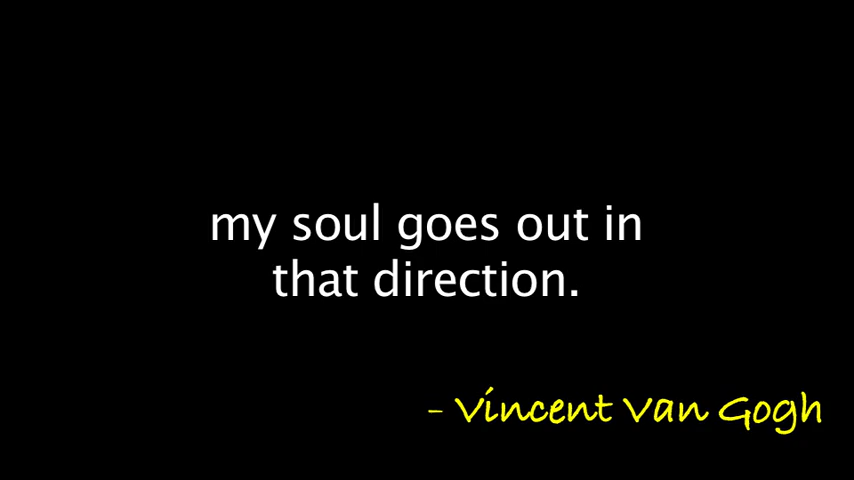 my soul goes out in
that direction.
- Vincent Van Gogh